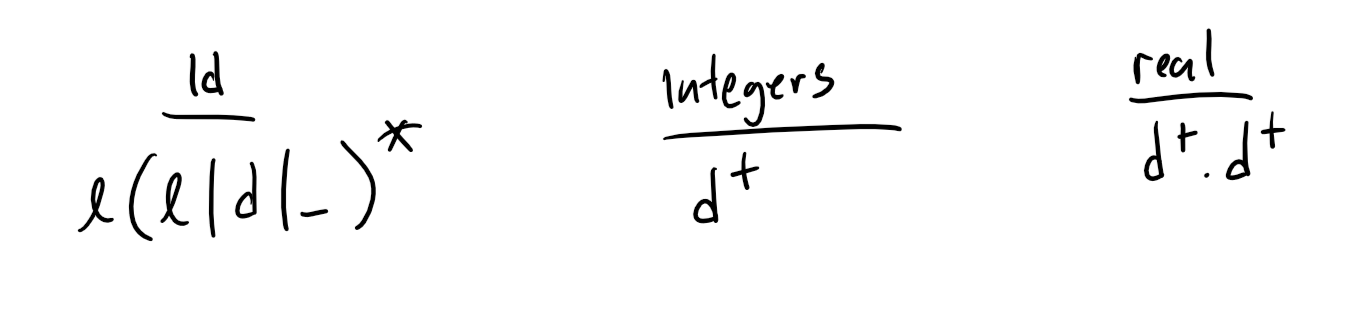 Id
l(l|d|_)*
Integers
d+
real
d+.d+